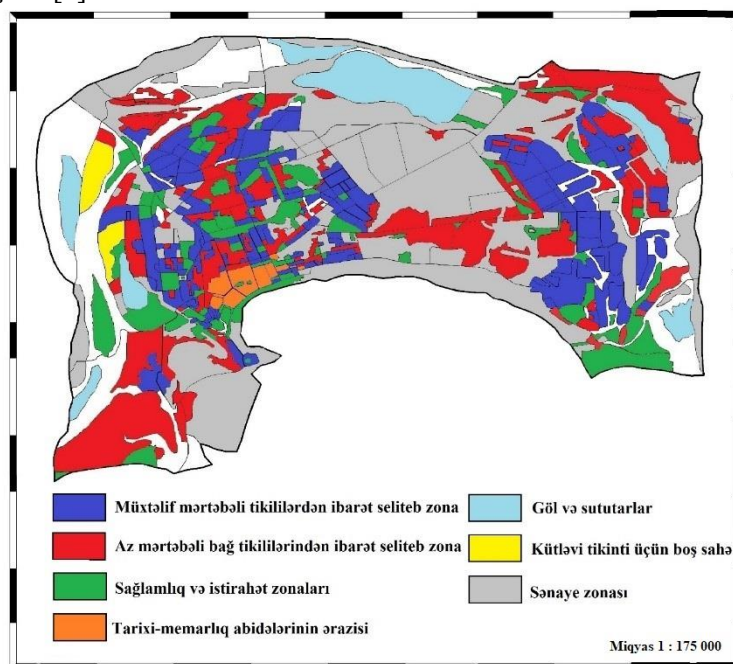 Müxtəlif mərtəbəli tikililərdən ibarət seliteb zona
Az mərtəbəli bağ tikililərindən ibarət seliteb zona
Sağlamlıq və istirahət zonaları
Tarixi-memarlıq abidələrinin ərazisi
Göl və sututarlar
Kütləvi tikinti üçün boş sahə
Sənaye zonası
Miqyas 1 : 175 000